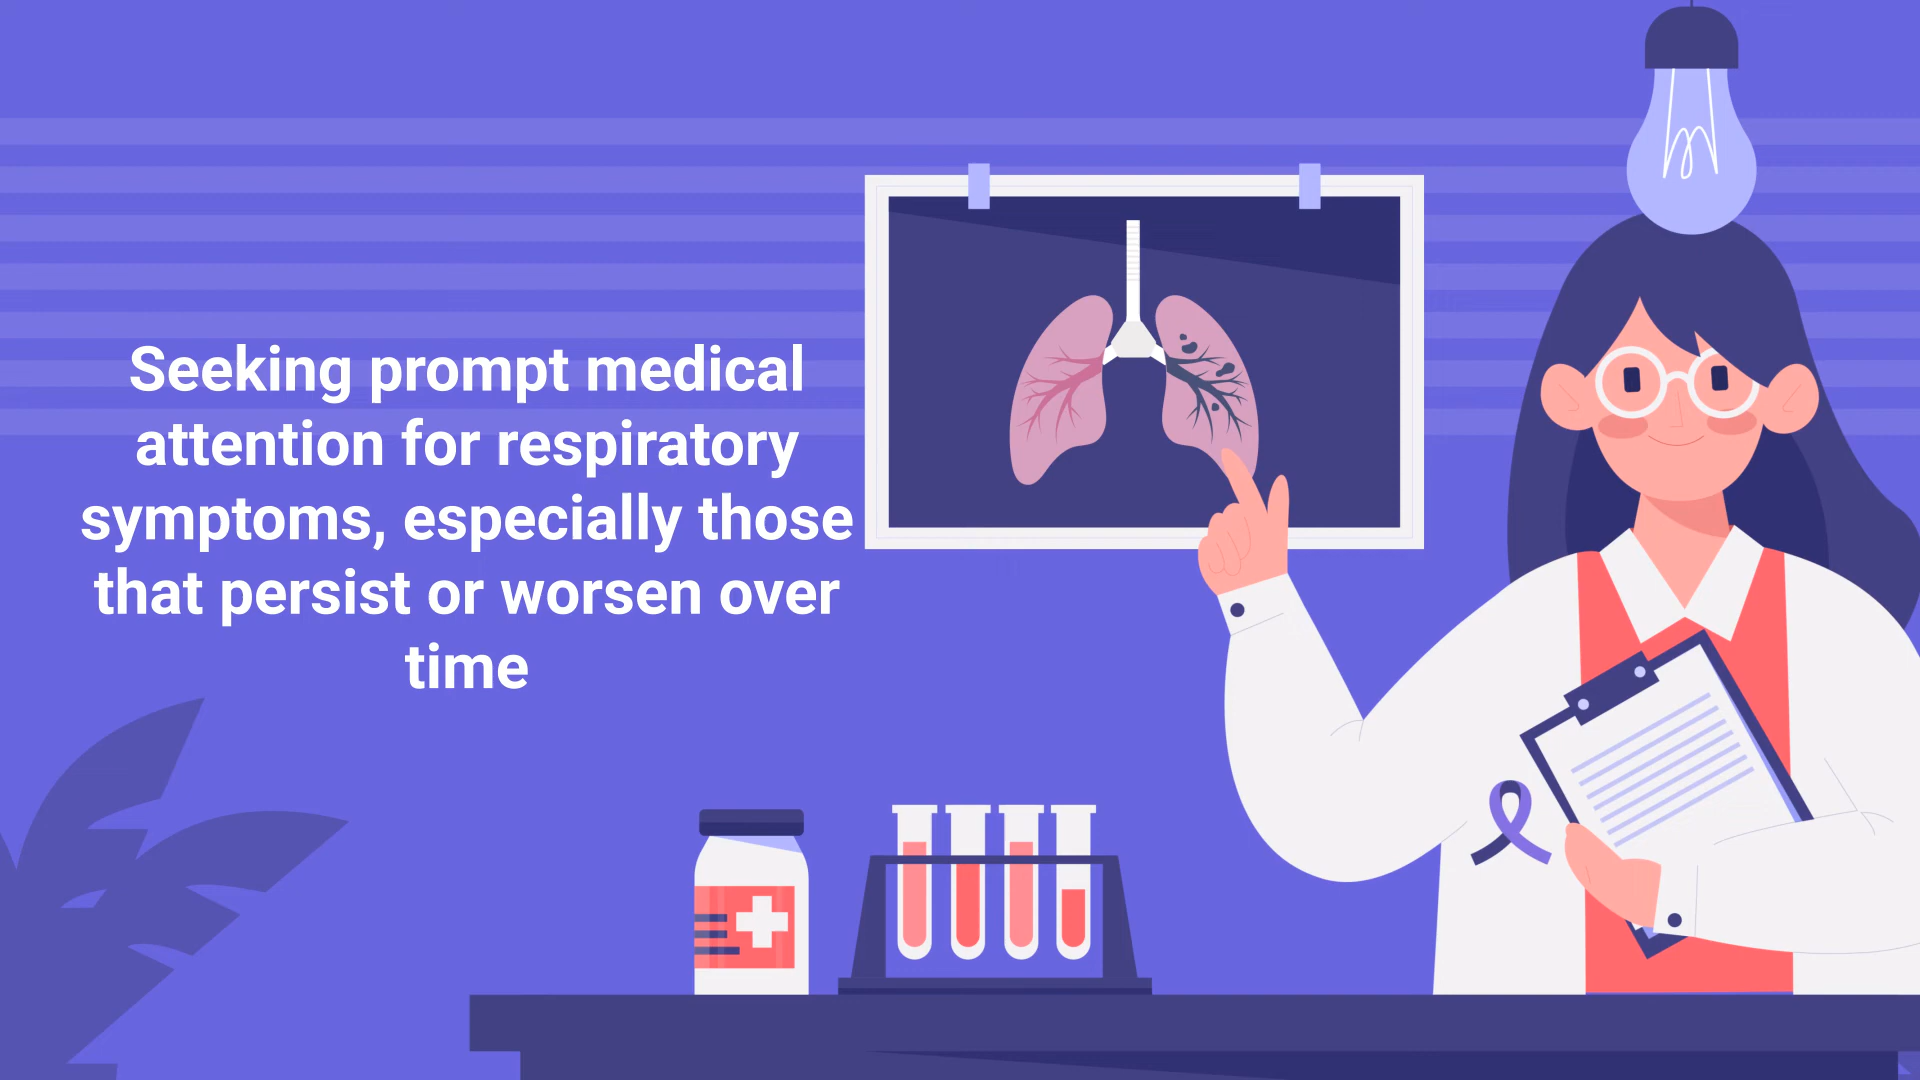 Seeking prompt medical
attention for respiratory
symptoms, especially those
that persist or worsen over
time